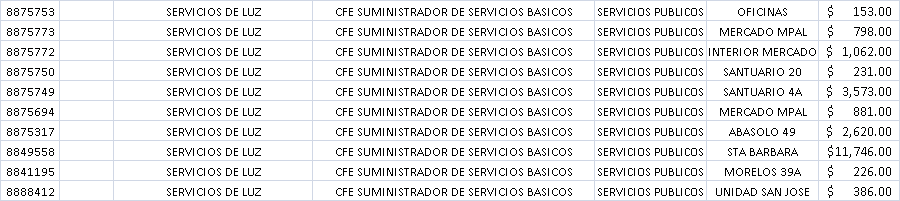 8875753 SERVICIOS DE LUZ CFE SUMINISTRADOR DE SERVICIOS BASICOS SERVICIOS PUBLICOS OFICINAS $ 153.00
8875773 SERVICIOS DE LUZ CFE SUMINISTRADOR DE SERVICIOS BASICOS SERVICIOS PUBLICOS MERCADO MPAL $ 798.00
8875772 SERVICIOS DE LUZ CFE SUMINISTRADOR DE SERVICIOS BASICOS SERVICIOS PUBLICOS INTERIOR MERCADO $ 1,062.00
8875750 SERVICIOS DE LUZ CFE SUMINISTRADOR DE SERVICIOS BASICOS SERVICIOS PUBLICOS SANTUARIO 20 $ 231.00
8875749 SERVICIOS DE LUZ CFE SUMINISTRADOR DE SERVICIOS BASICOS SERVICIOS PUBLICOS SANTUARIO 4A $ 3,573.00
8875694 SERVICIOS DE LUZ CFE SUMINISTRADOR DE SERVICIOS BASICOS SERVICIOS PUBLICOS MERCADO MPAL $ 881.00
8875317 SERVICIOS DE LUZ CFE SUMINISTRADOR DE SERVICIOS BASICOS SERVICIOS PUBLICOS ABASOLO 49 $ 2,620.00
8849558 SERVICIOS DE LUZ CFE SUMINISTRADOR DE SERVICIOS BASICOS SERVICIOS PUBLICOS STA BARBARA $11,746.00
8841195 SERVICIOS DE LUZ CFE SUMINISTRADOR DE SERVICIOS BASICOS SERVICIOS PUBLICOS MORELOS 39A $ 226.00
8888412 SERVICIOS DE LUZ CFE SUMINISTRADOR DE SERVICIOS BASICOS SERVICIOS PUBLICOS UNIDAD SAN JOSE $ 386.00